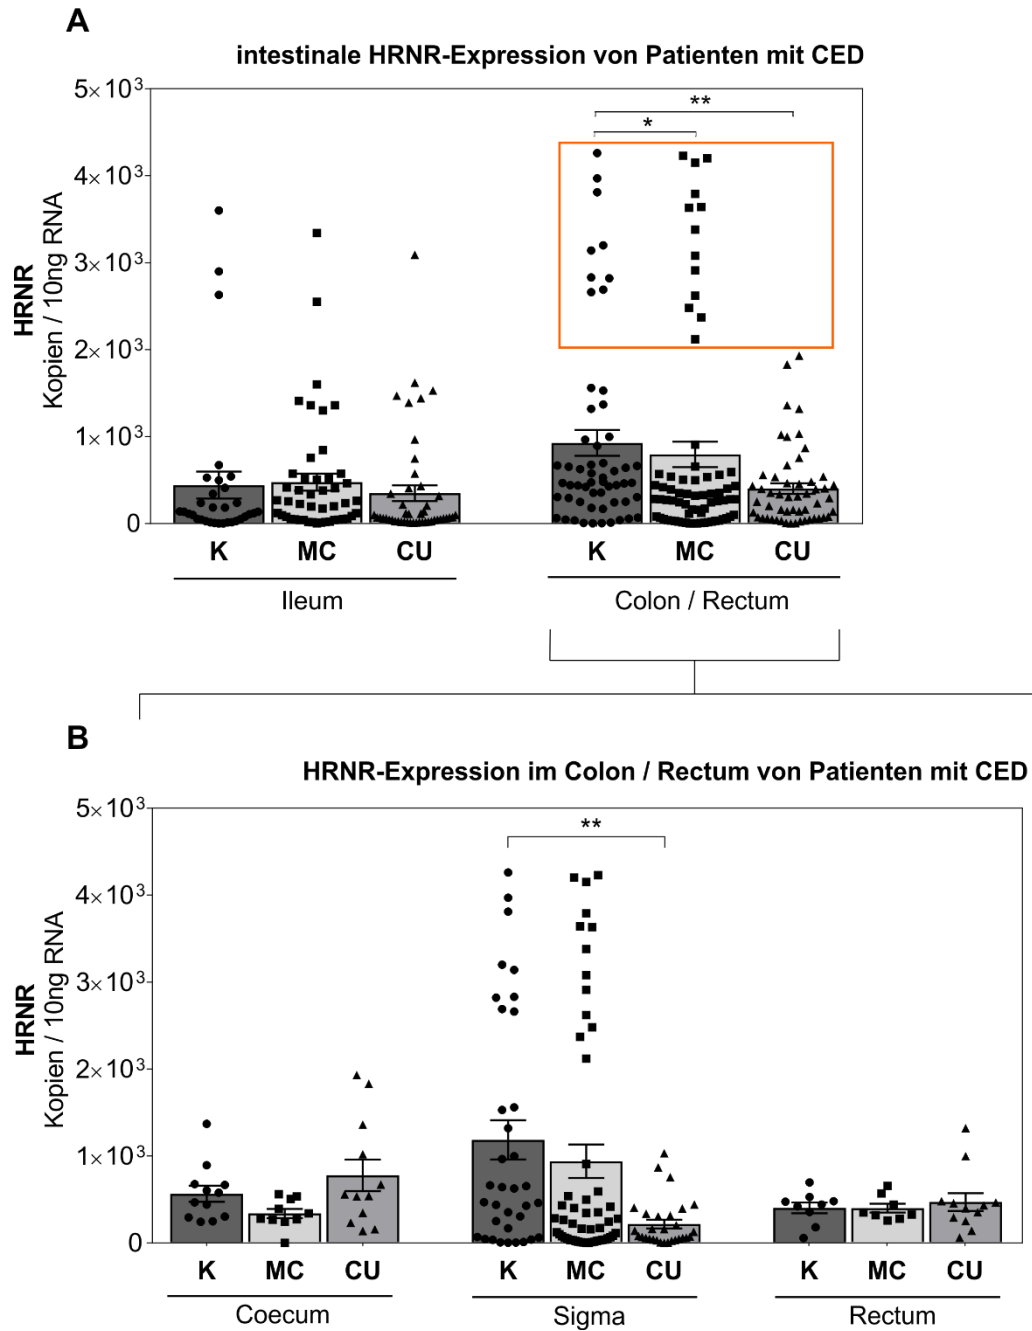 A
intestinale HRNR-Expression von Patienten mit CED
HRNR
Kopien / 10ng RNA
5×10³
4×10³
3×10³
2×10³
1×10³
0
*
**
K MC CU K MC CU
Ileum Colon / Rectum
B
HRNR-Expression im Colon / Rectum von Patienten mit CED
HRNR
Kopien / 10ng RNA
5×10³
4×10³
3×10³
2×10³
1×10³
0
**
K MC CU K MC CU K MC CU
Coecum Sigma Rectum